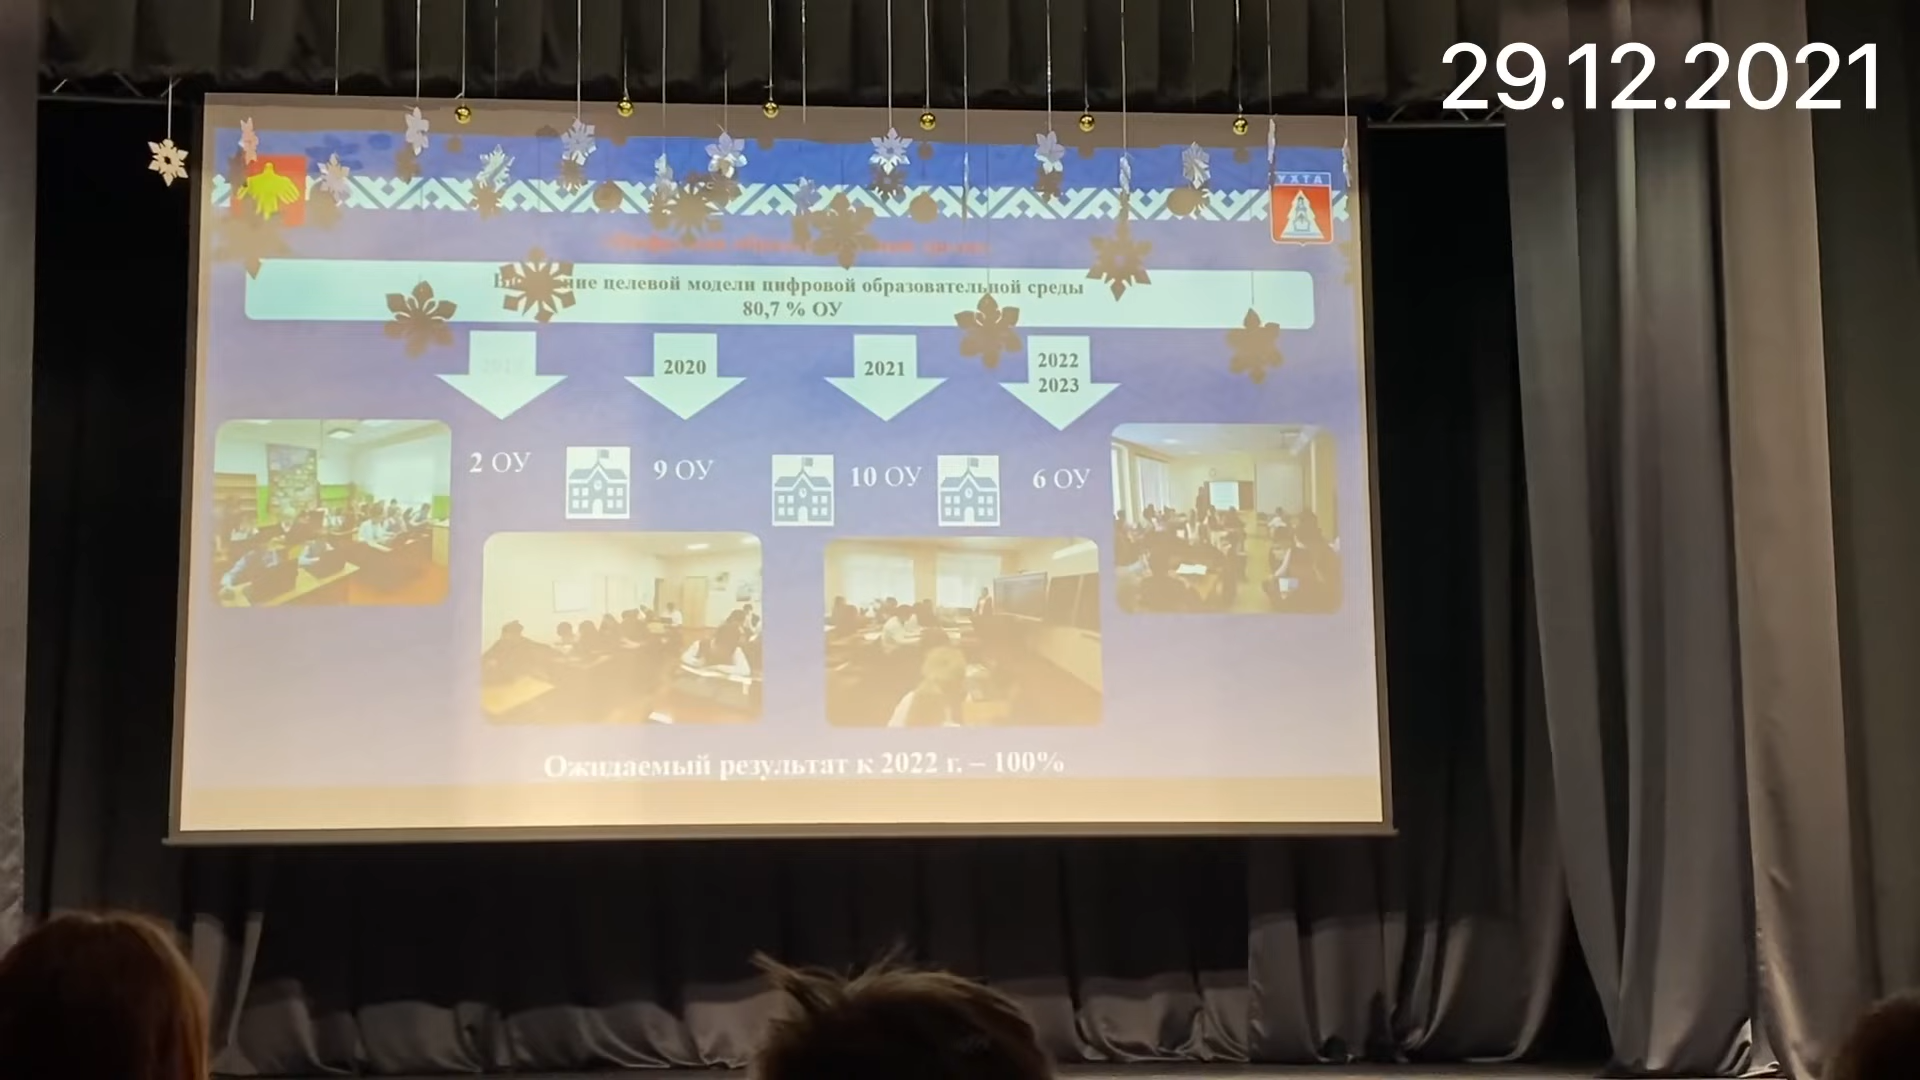 29.12.2021
УХТА
целевой модели цифровой образовательной среды
80,7 % ОУ
2020
2021
2022
2023
2 ОУ
9 ОУ
10 ОУ
6 ОУ
Ожидаемый результат к 2022 г. – 100%